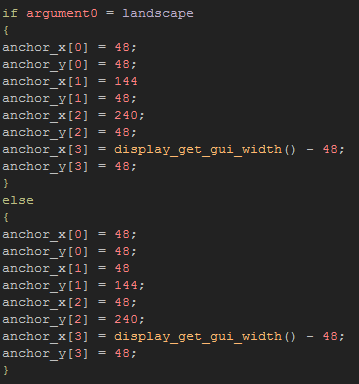 if argument0 = landscape
{
anchor_x[0] = 48;
anchor_y[0] = 48;
anchor_x[1] = 144
anchor_y[1] = 48;
anchor_x[2] = 240;
anchor_y[2] = 48;
anchor_x[3] = display_get_gui_width() - 48;
anchor_y[3] = 48;
}
else
{
anchor_x[0] = 48;
anchor_y[0] = 48;
anchor_x[1] = 48
anchor_y[1] = 144;
anchor_x[2] = 48;
anchor_y[2] = 240;
anchor_x[3] = display_get_gui_width() - 48;
anchor_y[3] = 48;
}